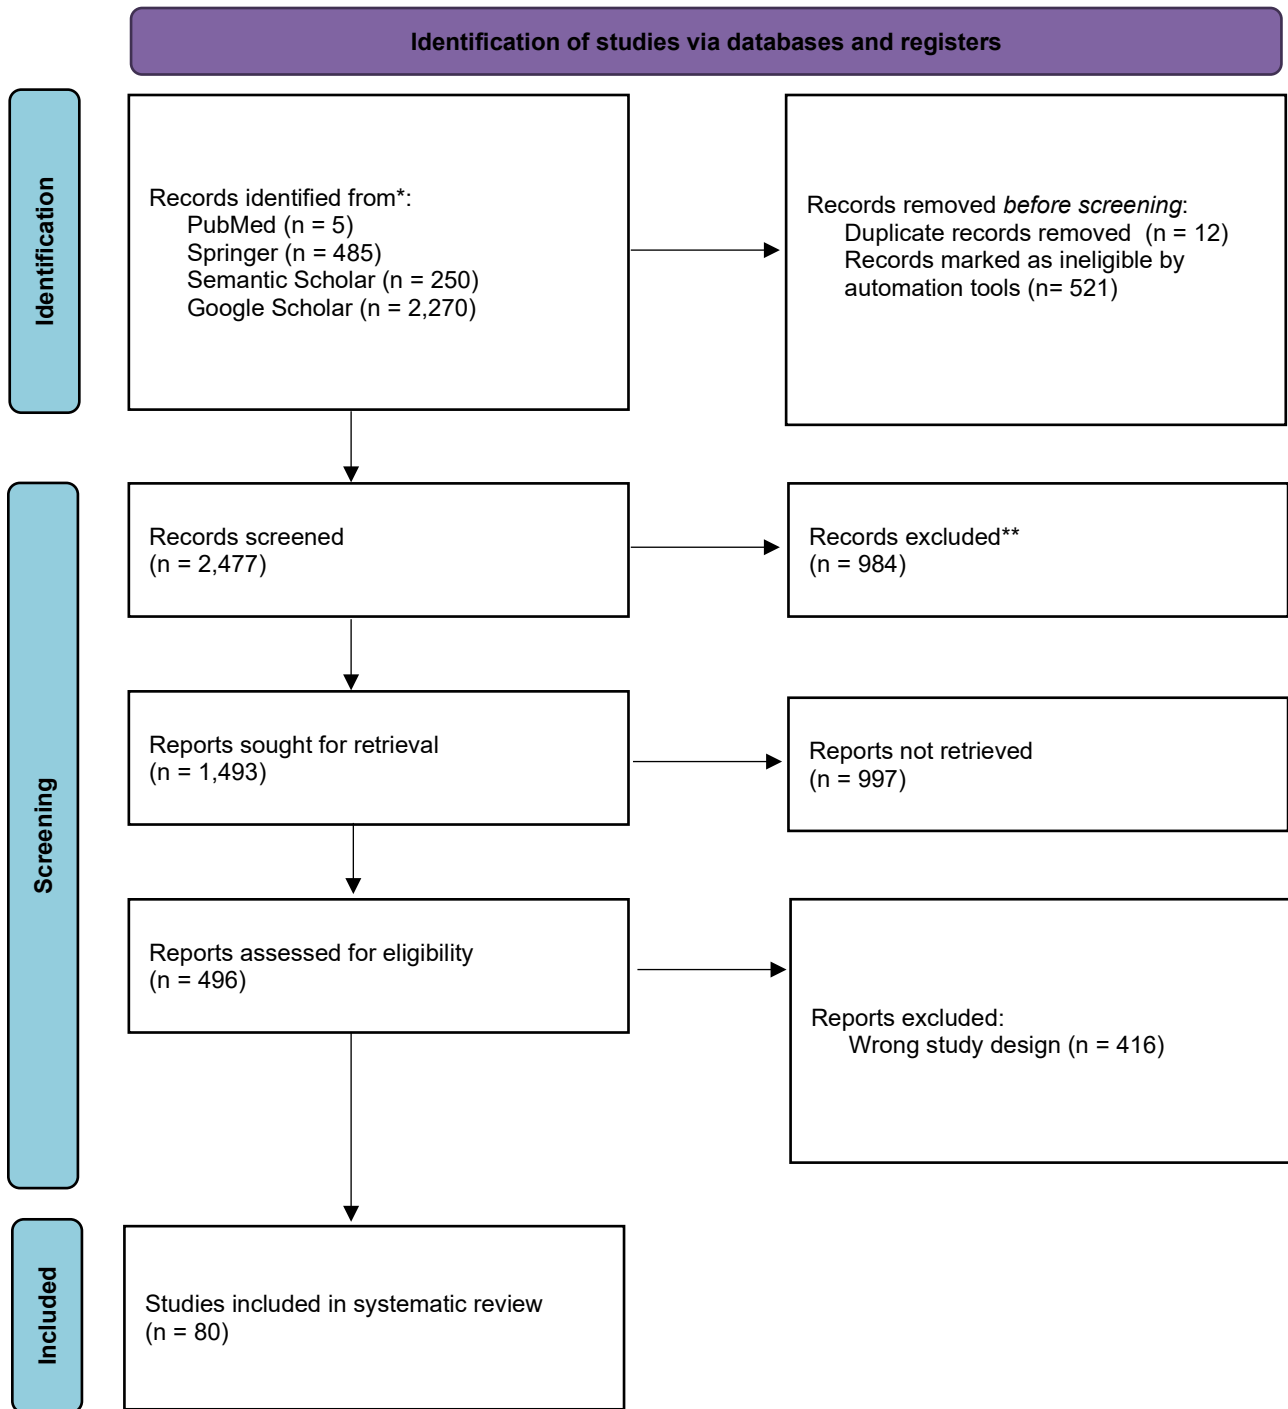 Identification of studies via databases and registers
Identification
Records identified from*:
PubMed (n = 5)
Springer (n = 485)
Semantic Scholar (n = 250)
Google Scholar (n = 2,270)
Records removed before screening:
Duplicate records removed  (n = 12)
Records marked as ineligible by
automation tools (n= 521)
Screening
Records screened
(n = 2,477)
Records excluded**
(n = 984)
Reports sought for retrieval
(n = 1,493)
Reports not retrieved
(n = 997)
Reports assessed for eligibility
(n = 496)
Reports excluded:
Wrong study design (n = 416)
Included
Studies included in systematic review
(n = 80)